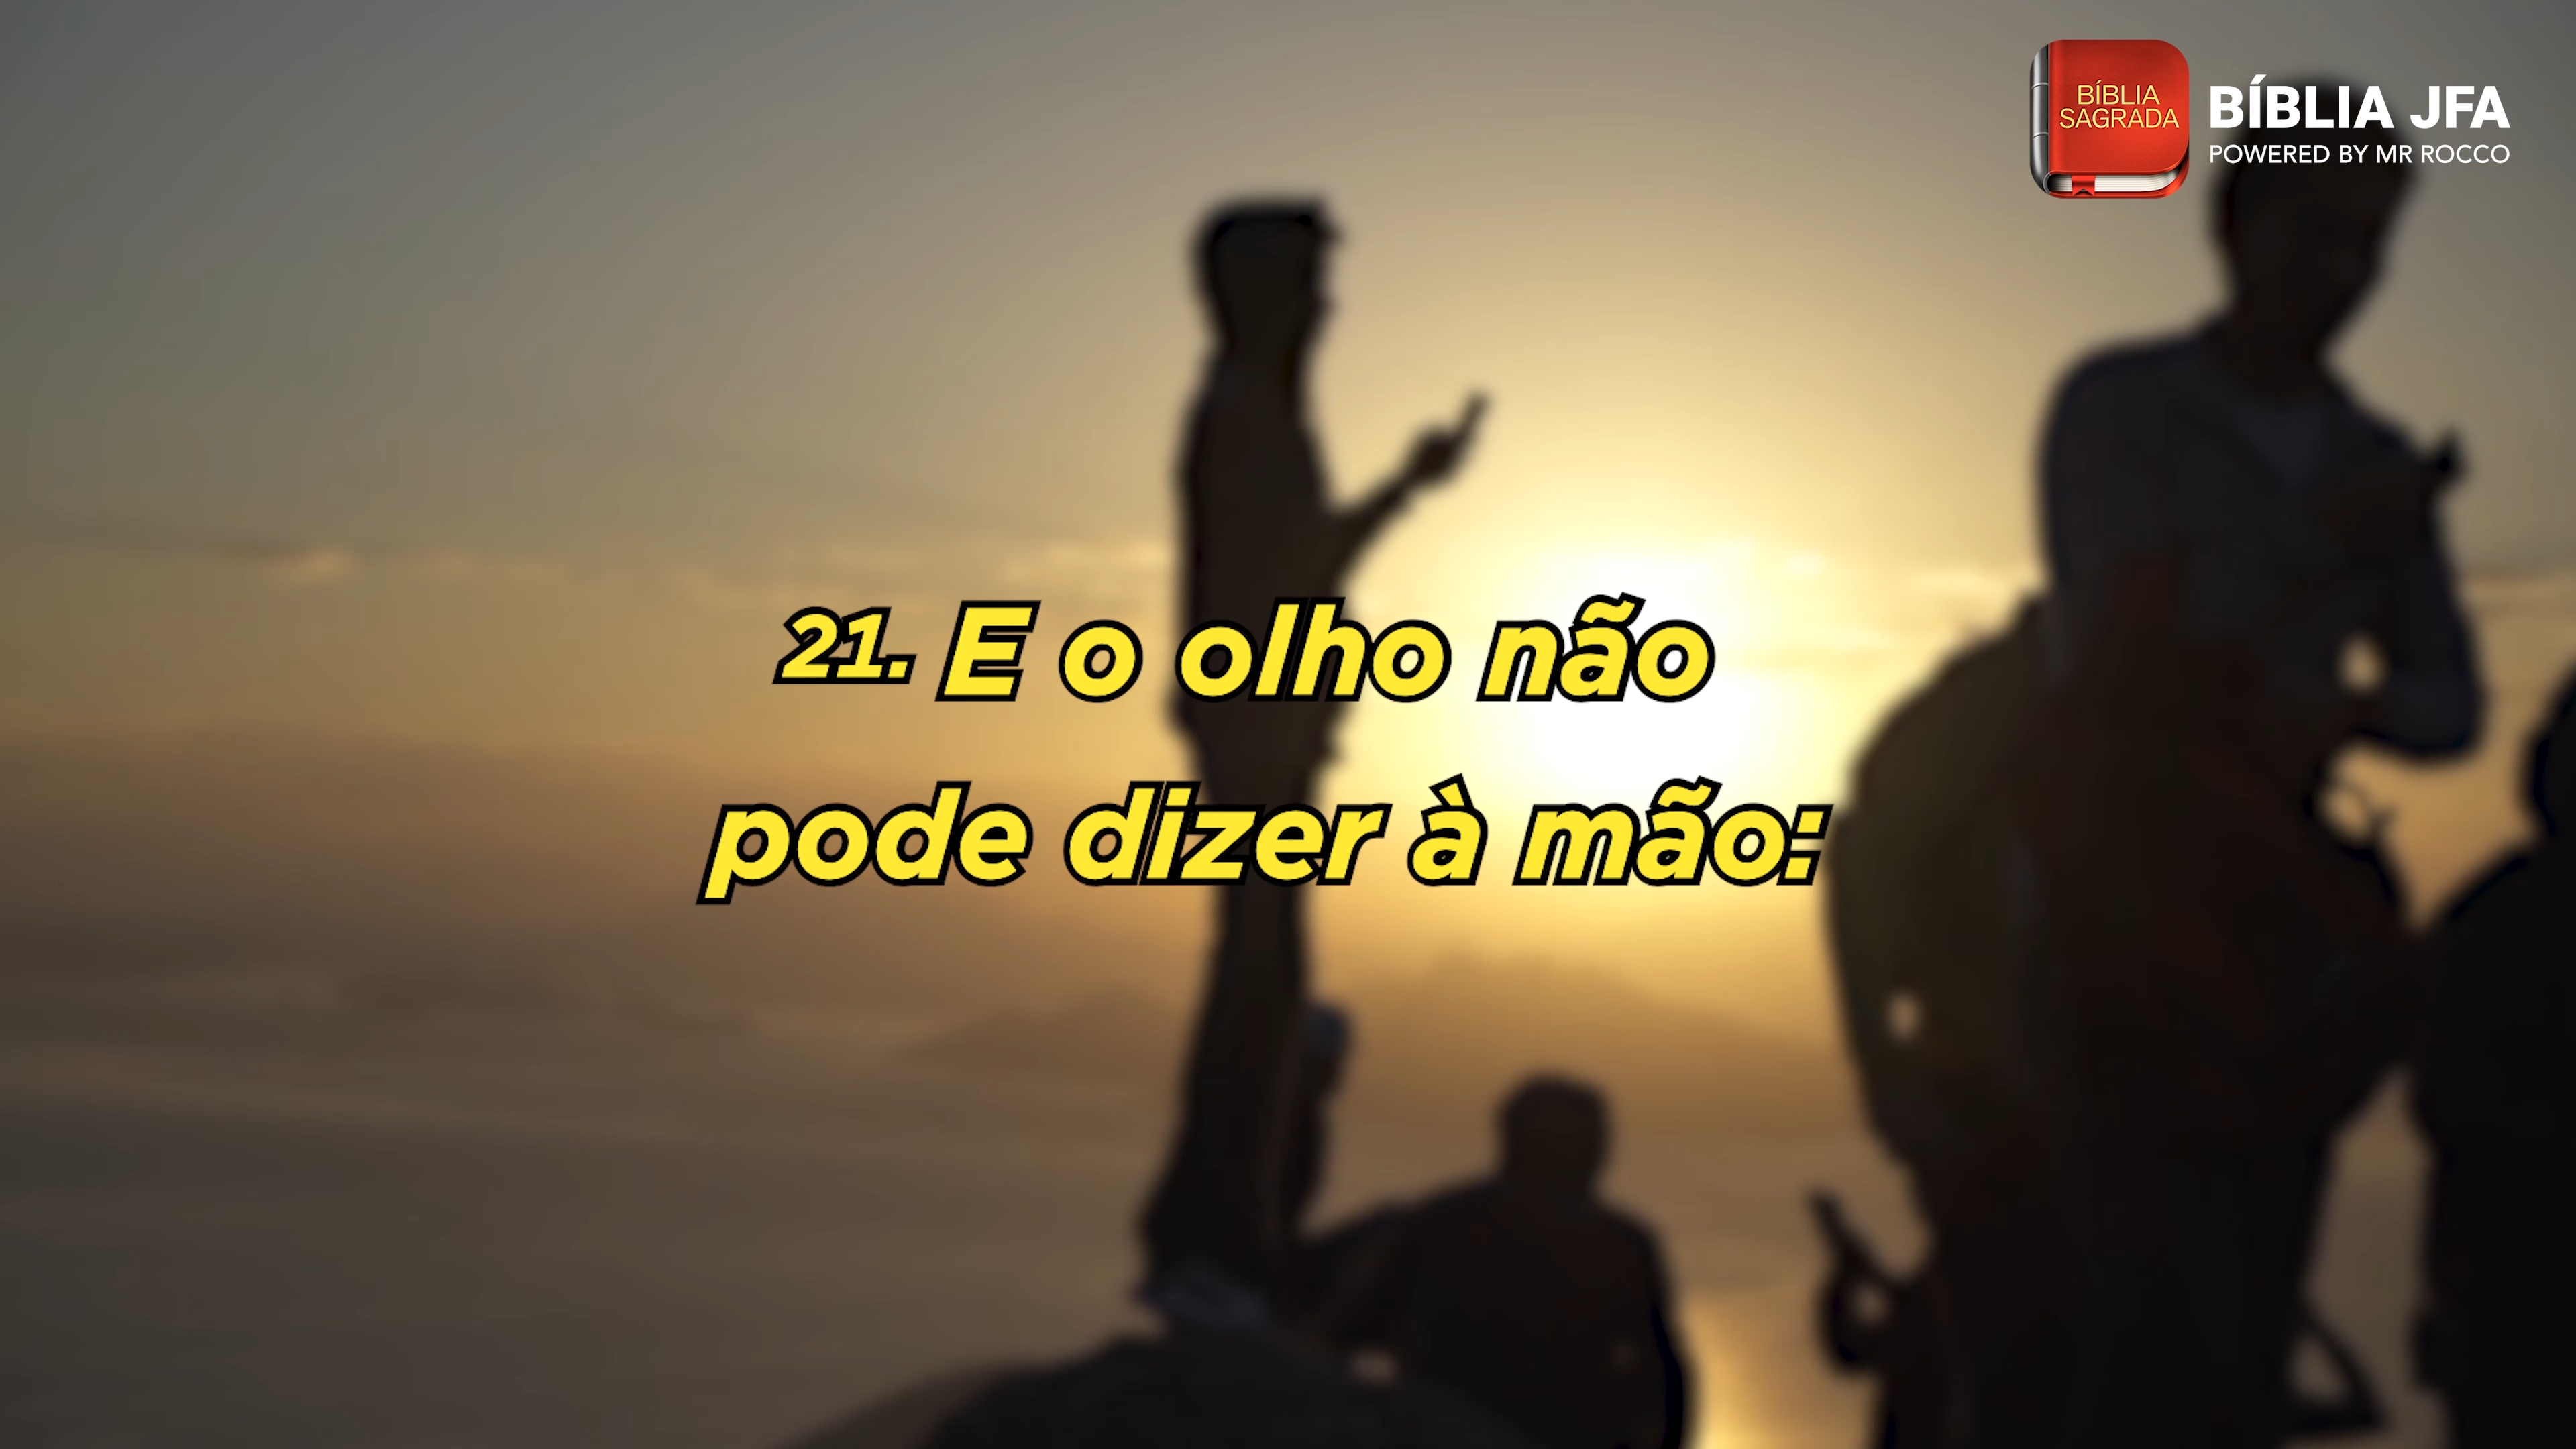 BÍBLIA
SAGRADA
BÍBLIA JFA
POWERED BY MR ROCCO
21. E o olho não
pode dizer à mão: